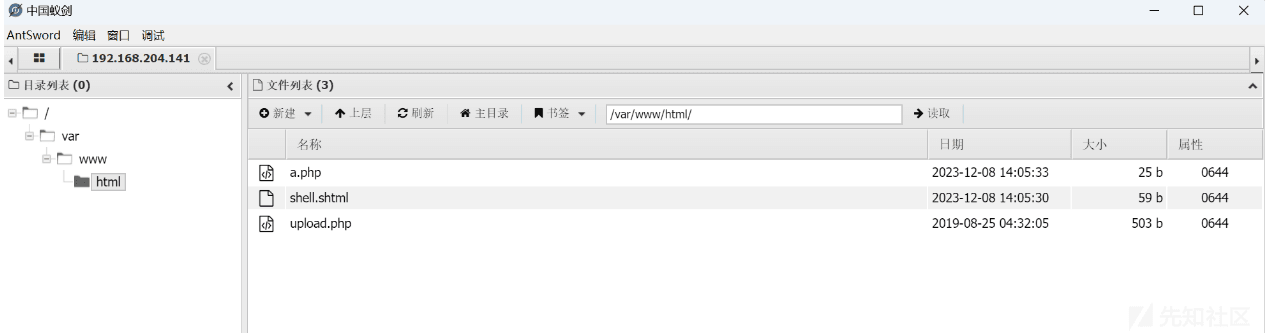 中国蚁剑
AntSword 编辑 窗口 调试
192.168.204.141
目录列表 (0)
文件列表 (3)
新建 上层 刷新 主目录 书签 /var/www/html/ 读取
/
var
www
html
名称 日期 大小 属性
a.php 2023-12-08 14:05:33 25 b 0644
shell.shtml 2023-12-08 14:05:30 59 b 0644
upload.php 2019-08-25 04:32:05 503 b 0644
先知社区